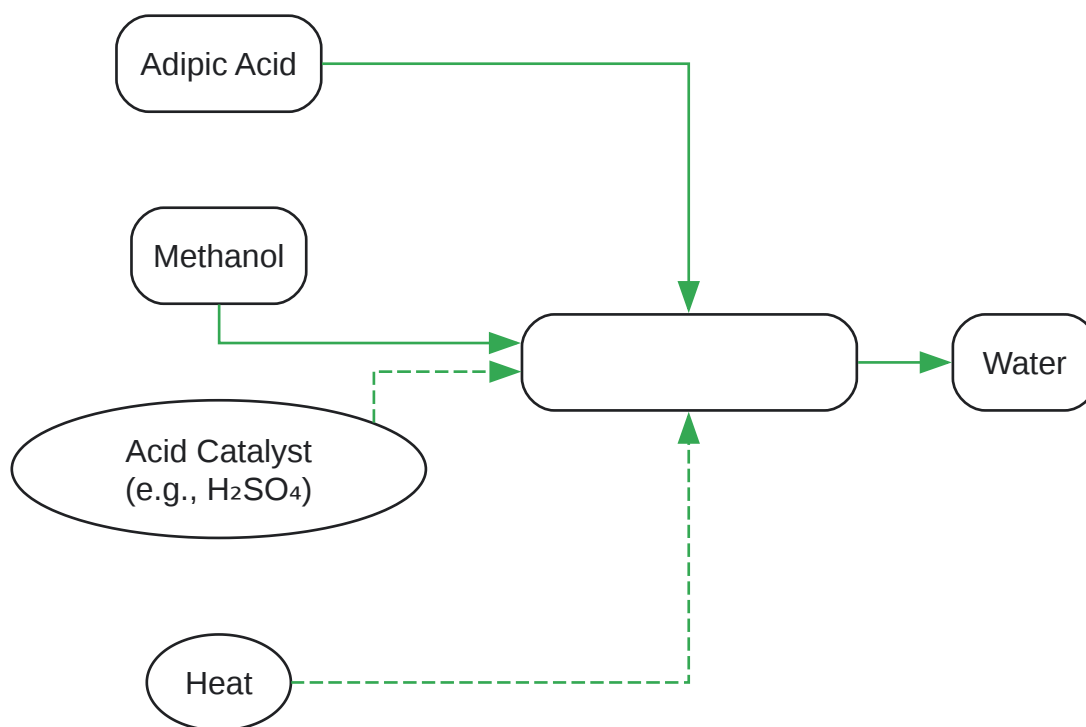 Adipic Acid
Methanol
Water
Acid Catalyst
(e.g., H₂SO₄)
Heat